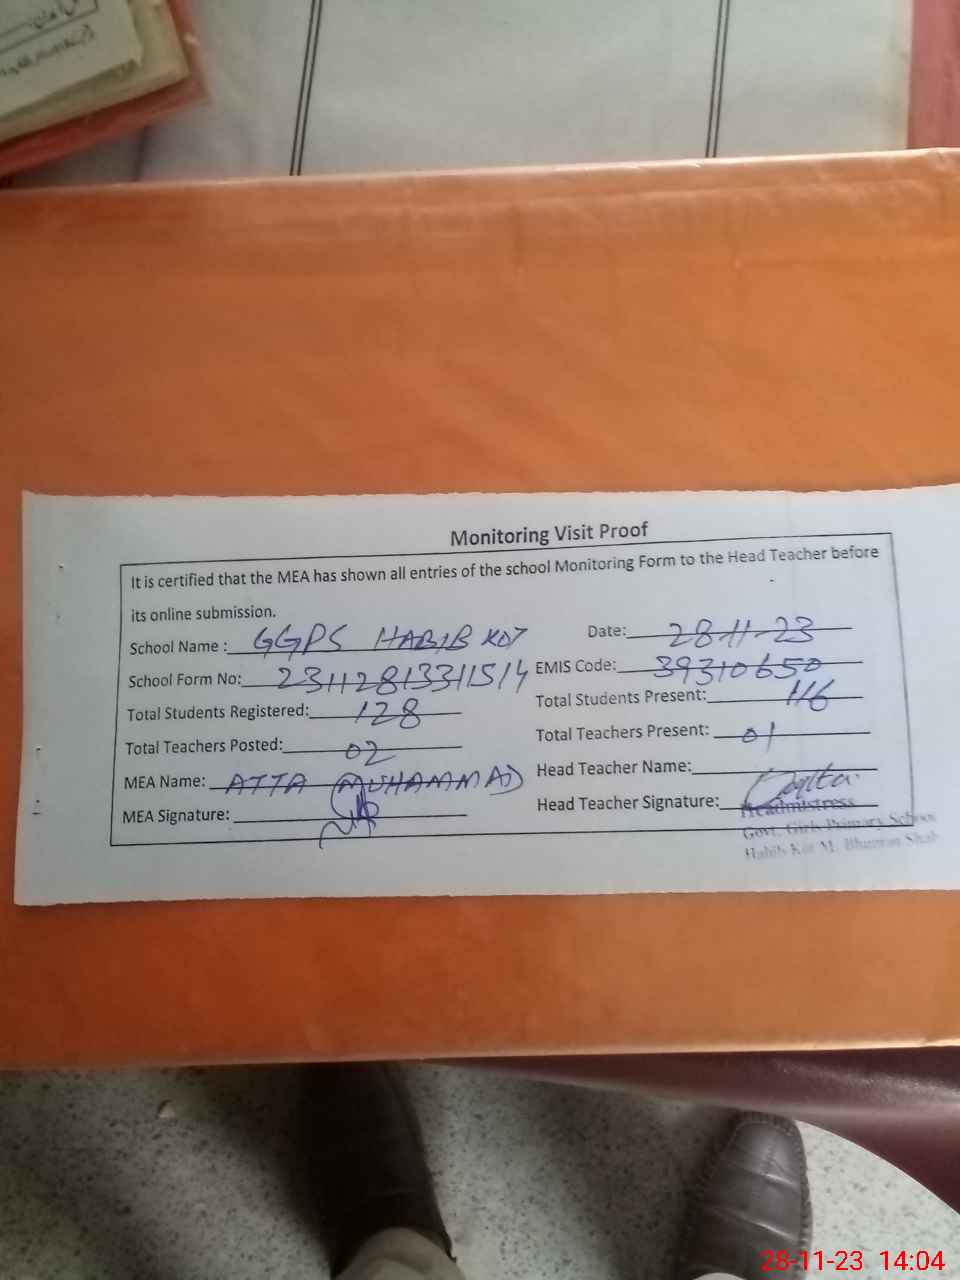 Monitoring Visit Proof
It is certified that the MEA has shown all entries of the school Monitoring Form to the Head Teacher before
its online submission.
School Name : GGPS HABIB KOT Date: 28-11-23
School Form No: 23112813311514 EMIS Code: 39310650
Total Students Registered: 128 Total Students Present: 116
Total Teachers Posted: 02 Total Teachers Present: 01
MEA Name: ATTA MUHAMMAD Head Teacher Name:
MEA Signature: Head Teacher Signature:
Headmistress
Govt. Girls Primary School
Habib Kot M.
28-11-23 14:04